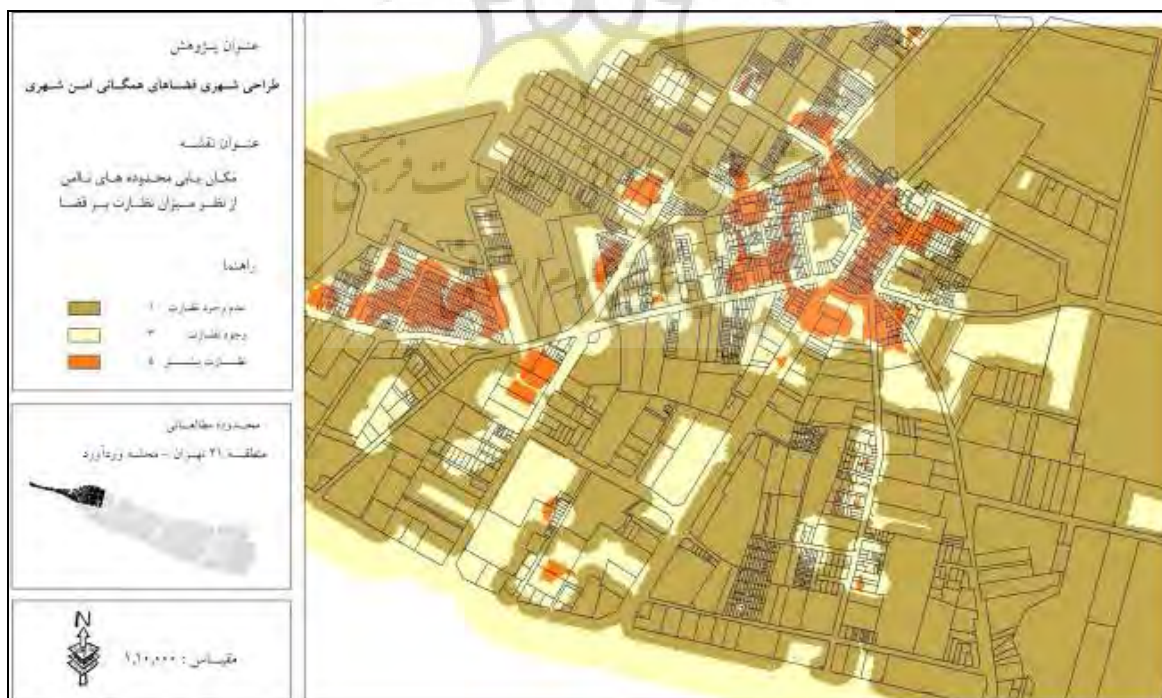 عنوان پژوهش
طراحی شهری فضاهای همگانی امن شهری
عنوان نقشه
مکان یابی محدوده های ناامن
از نظر میزان نظارت بر فضا
راهنما
عدم وجود نظارت ۱
وجود نظارت ۳
نظارت بیشتر ۵
محدوده مطالعاتی
منطقه ۲۱ تهران - محله وردآورد
N
مقیاس : ۱,۱۰,۰۰۰